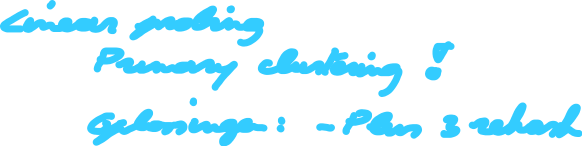 Linear probing
Primary clustering !
Oplossingen: - Plus 3 rehash